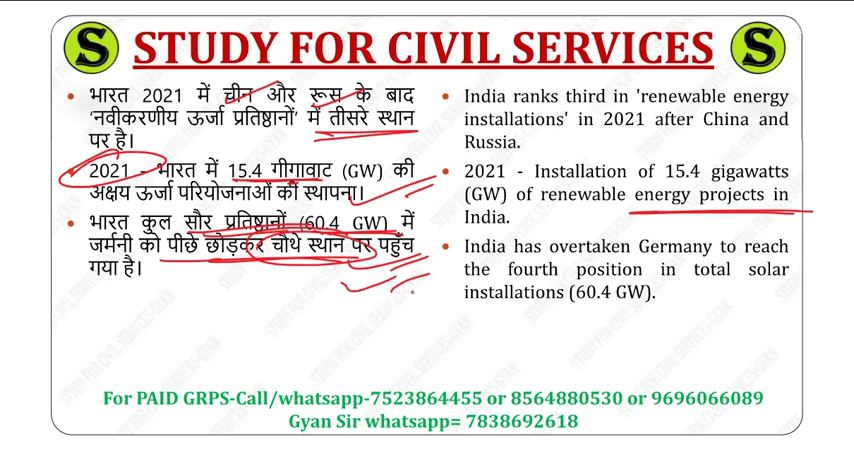 S STUDY FOR CIVIL SERVICES S
• भारत 2021 में चीन और रूस के बाद
'नवीकरणीय ऊर्जा प्रतिष्ठानों' में तीसरे स्थान
पर है।
2021 - भारत में 15.4 गीगावाट (GW) की
अक्षय ऊर्जा परियोजनाओं की स्थापना।
• भारत कुल सौर प्रतिष्ठानों (60.4 GW) में
जर्मनी को पीछे छोड़कर चौथे स्थान पर पहुँच
गया है।
• India ranks third in 'renewable energy
installations' in 2021 after China and
Russia.
• 2021 - Installation of 15.4 gigawatts
(GW) of renewable energy projects in
India.
• India has overtaken Germany to reach
the fourth position in total solar
installations (60.4 GW).
For PAID GRPS-Call/whatsapp-7523864455 or 8564880530 or 9696066089
Gyan Sir whatsapp= 7838692618